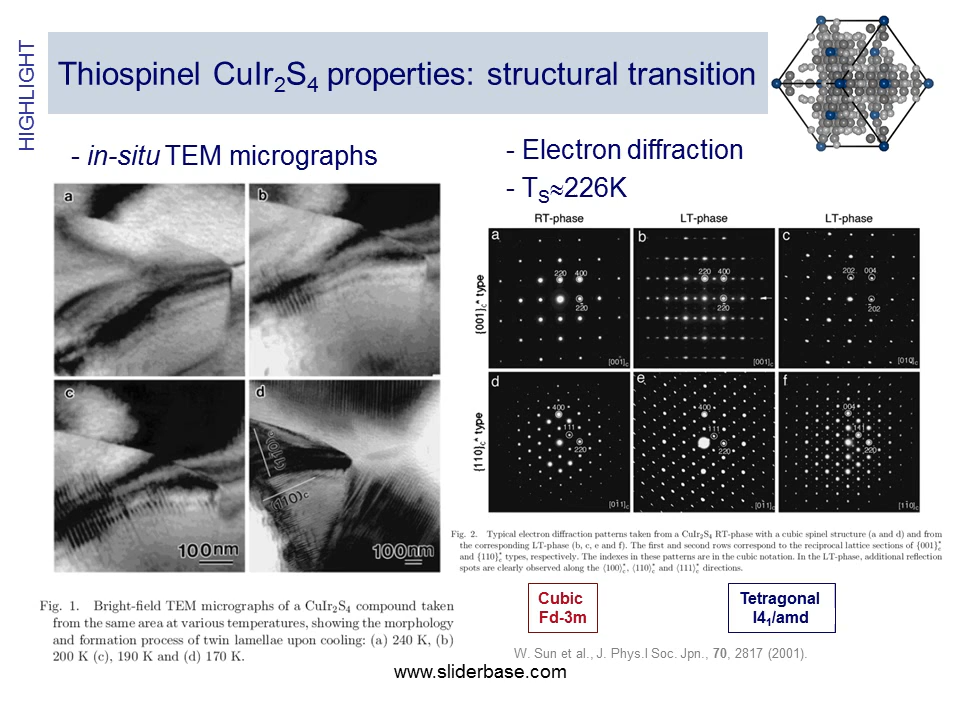 HIGHLIGHT
Thiospinel CuIr2S4 properties: structural transition
- in-situ TEM micrographs
- Electron diffraction
- TS≈226K
a
b
c
d
(110)c
100nm
100nm
RT-phase
LT-phase
LT-phase
{001}c* type
{110}c* type
a
220
400
220
[001]c
b
220
400
220
[001]c
c
202
004
202
[010]c
d
400
111
220
[011]c
e
400
111
220
[011]c
f
004
220
[110]c
Fig. 1. Bright-field TEM micrographs of a CuIr2S4 compound taken
from the same area at various temperatures, showing the morphology
and formation process of twin lamellae upon cooling: (a) 240 K, (b)
200 K (c), 190 K and (d) 170 K.
Fig. 2. Typical electron diffraction patterns taken from a CuIr2S4 RT-phase with a cubic spinel structure (a and d) and from
the corresponding LT-phase (b, c, e and f). The first and second rows correspond to the reciprocal lattice sections of {001}c*
and {110}c* types, respectively. The indexes in these patterns are in the cubic notation. In the LT-phase, additional reflection
spots are clearly observed along the ⟨100⟩c*, ⟨110⟩c* and ⟨111⟩c* directions.
Cubic
Fd-3m
Tetragonal
I41/amd
W. Sun et al., J. Phys.l Soc. Jpn., 70, 2817 (2001).
www.sliderbase.com